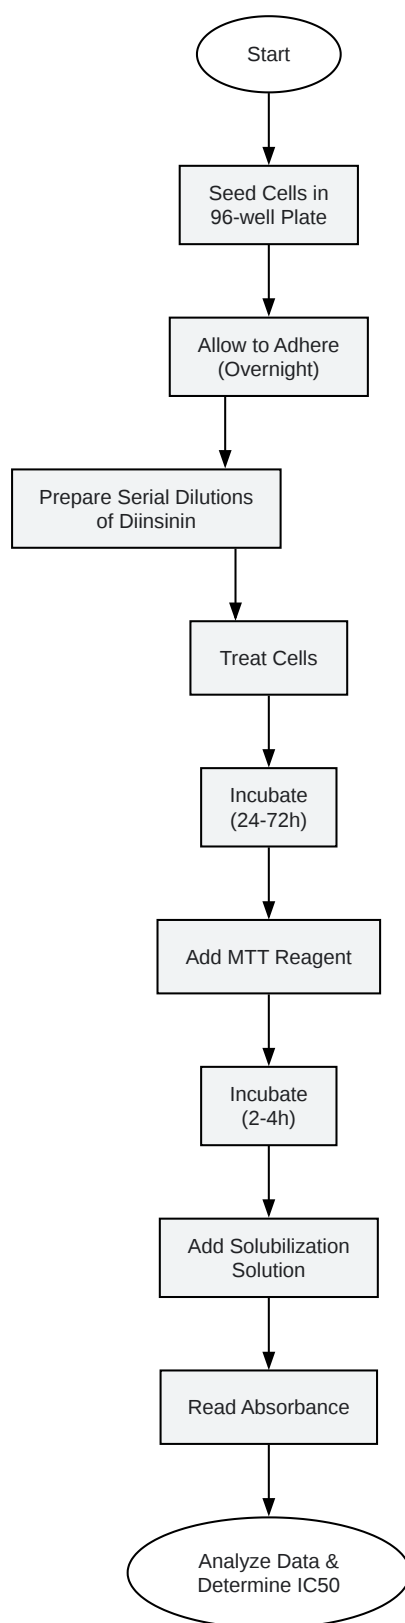 Start
Seed Cells in
96-well Plate
Allow to Adhere
(Overnight)
Prepare Serial Dilutions
of Diinsinin
Treat Cells
Incubate
(24-72h)
Add MTT Reagent
Incubate
(2-4h)
Add Solubilization
Solution
Read Absorbance
Analyze Data &
Determine IC50